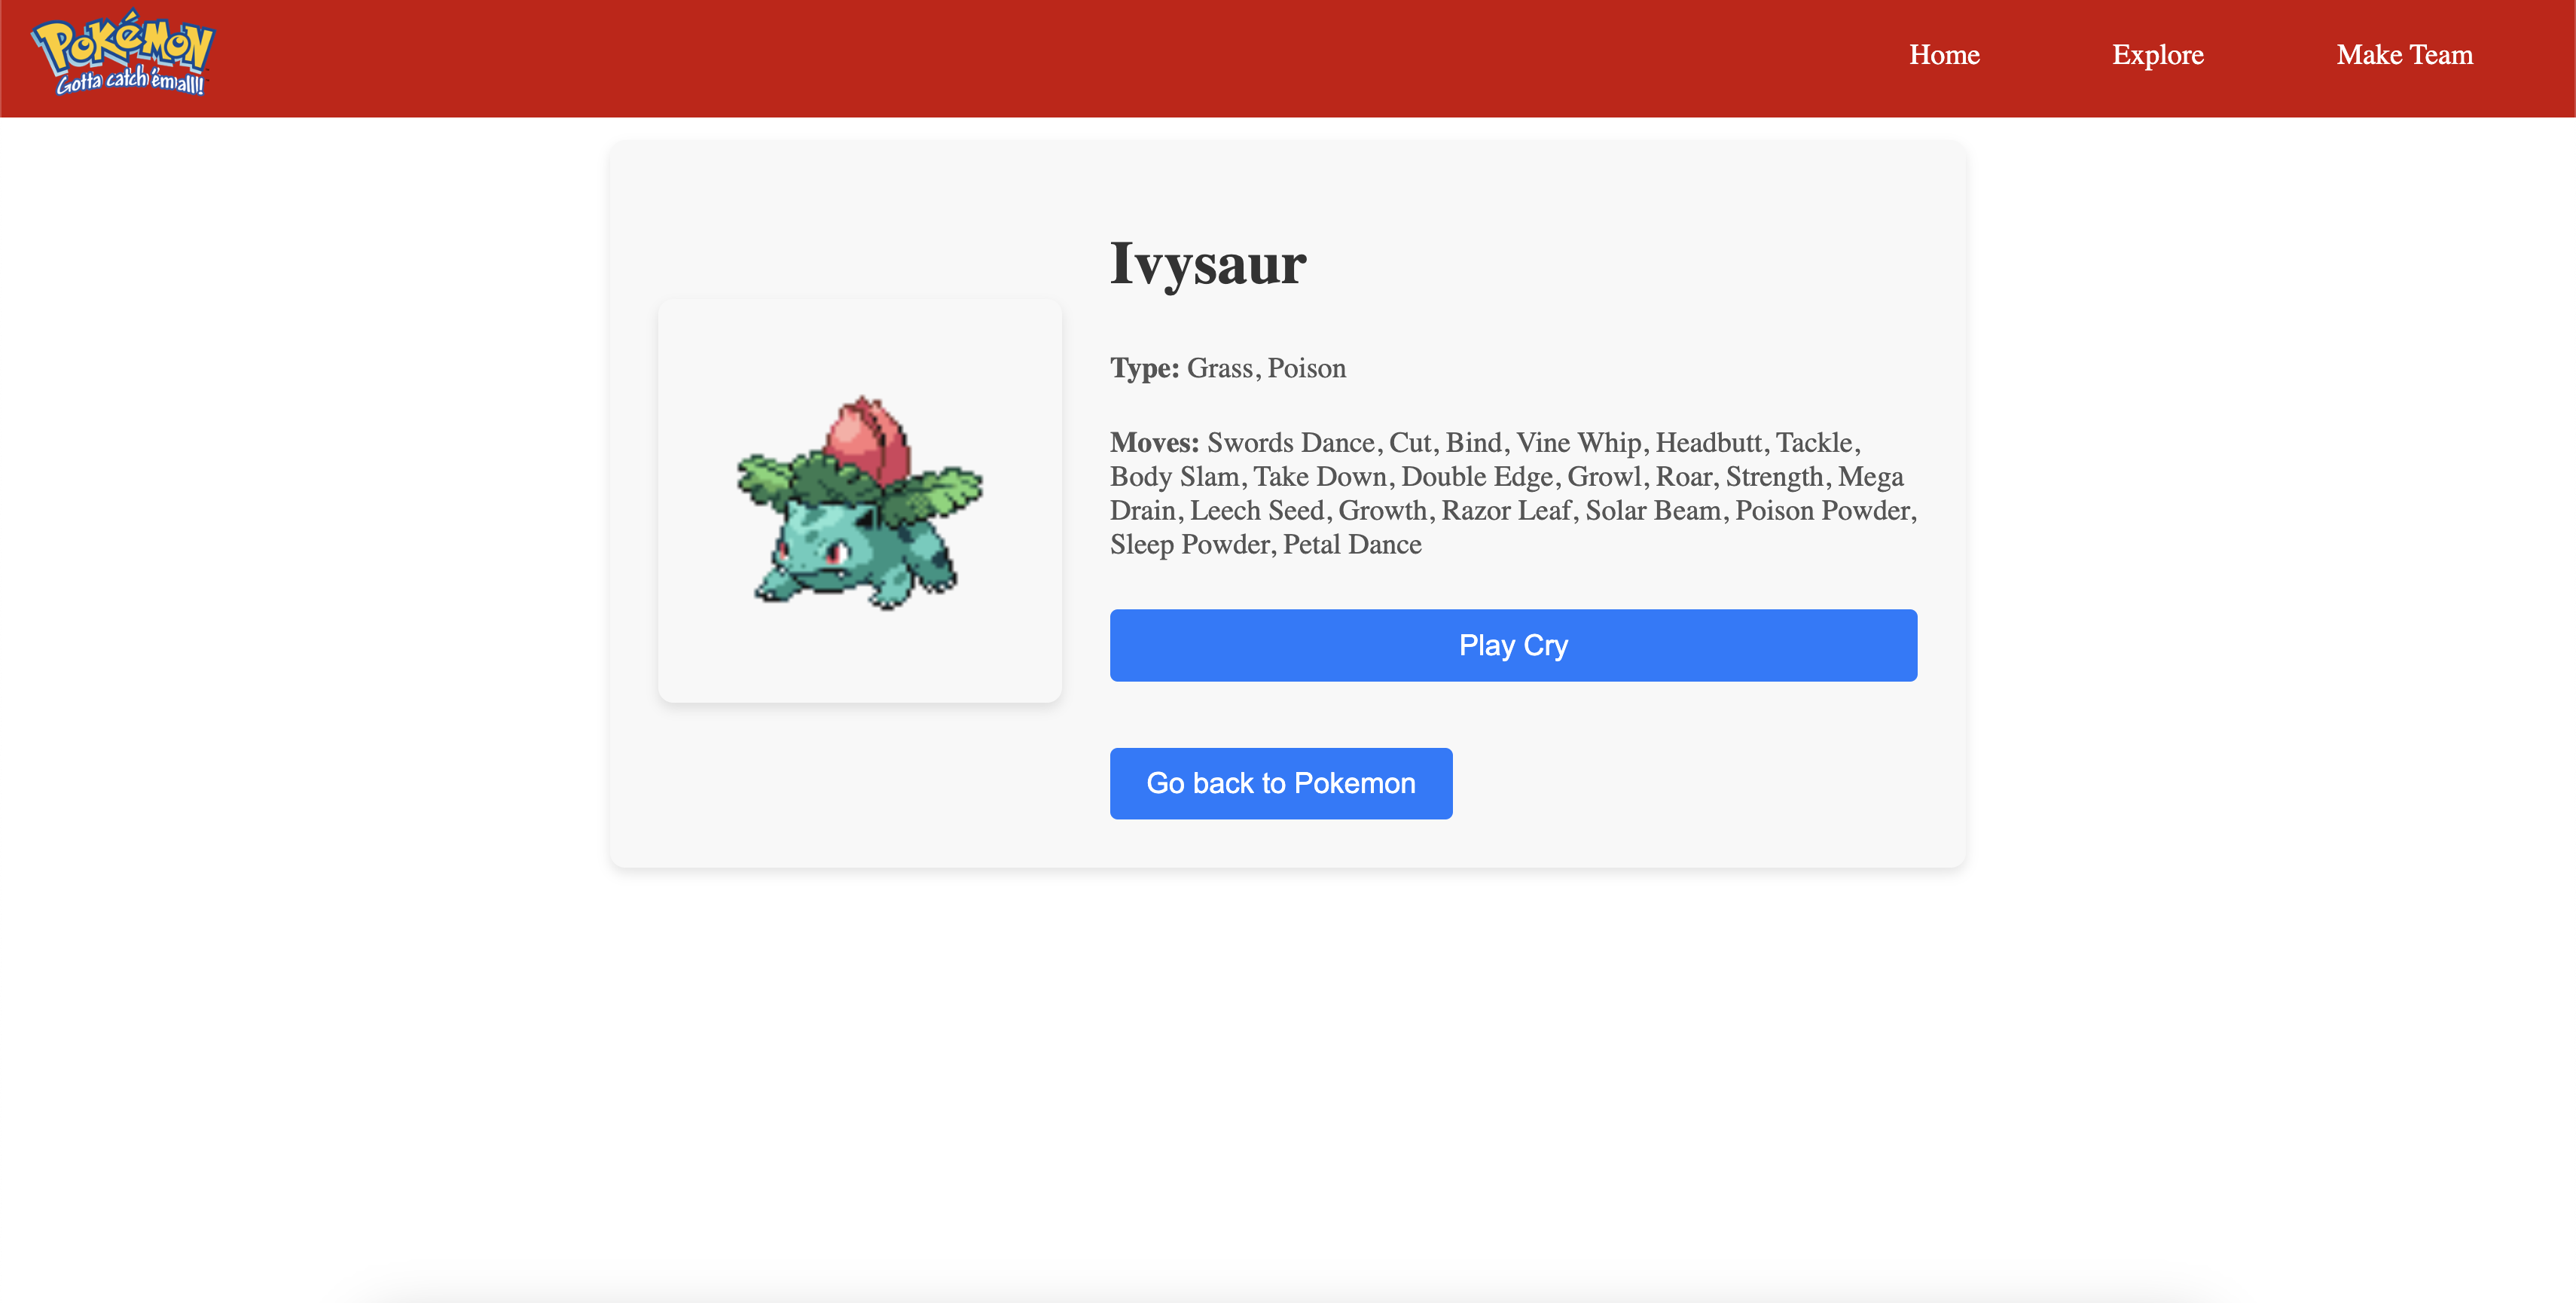 Pokémon
Gotta catch 'em all!
Home Explore Make Team
Ivysaur
Type: Grass, Poison
Moves: Swords Dance, Cut, Bind, Vine Whip, Headbutt, Tackle,
Body Slam, Take Down, Double Edge, Growl, Roar, Strength, Mega
Drain, Leech Seed, Growth, Razor Leaf, Solar Beam, Poison Powder,
Sleep Powder, Petal Dance
Play Cry
Go back to Pokemon